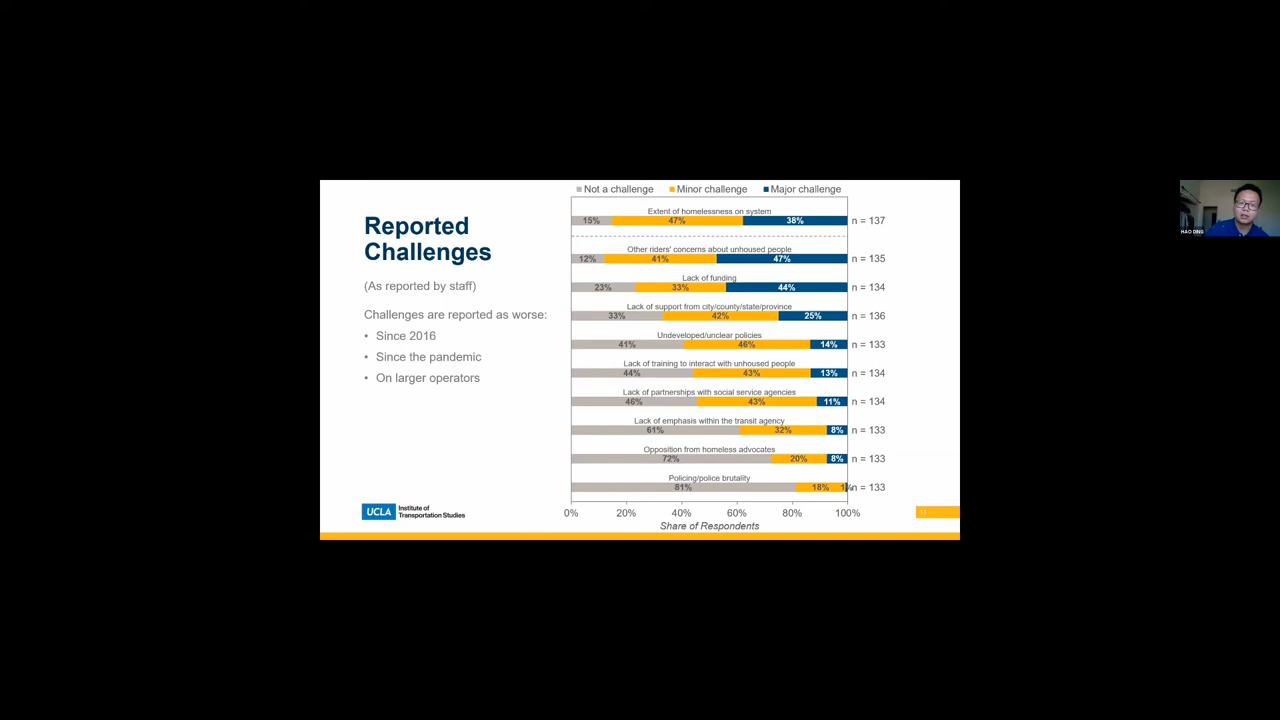 Reported
Challenges
(As reported by staff)
Challenges are reported as worse:
• Since 2016
• Since the pandemic
• On larger operators
UCLA Institute of
Transportation Studies
Not a challenge Minor challenge Major challenge
Extent of homelessness on system
15% 47% 38% n = 137
Other riders' concerns about unhoused people
12% 41% 47% n = 135
Lack of funding
23% 33% 44% n = 134
Lack of support from city/county/state/province
33% 42% 25% n = 136
Undeveloped/unclear policies
41% 46% 14% n = 133
Lack of training to interact with unhoused people
44% 43% 13% n = 134
Lack of partnerships with social service agencies
46% 43% 11% n = 134
Lack of emphasis within the transit agency
61% 32% 8% n = 133
Opposition from homeless advocates
72% 20% 8% n = 133
Policing/police brutality
81% 18% 1% n = 133
0% 20% 40% 60% 80% 100%
Share of Respondents
11
HAO DING